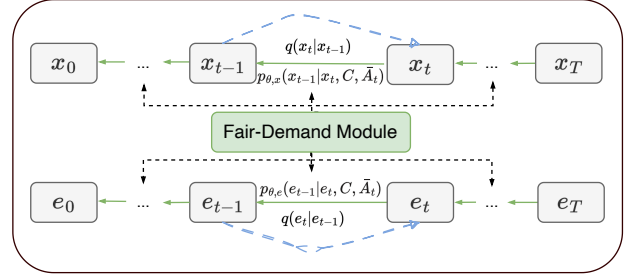 q(x_t|x_{t-1})
x_0 ... x_{t-1} x_t ... x_T
p_{θ,x}(x_{t-1}|x_t, C, Ā_t)
Fair-Demand Module
p_{θ,e}(e_{t-1}|e_t, C, Ā_t)
e_0 ... e_{t-1} e_t ... e_T
q(e_t|e_{t-1})